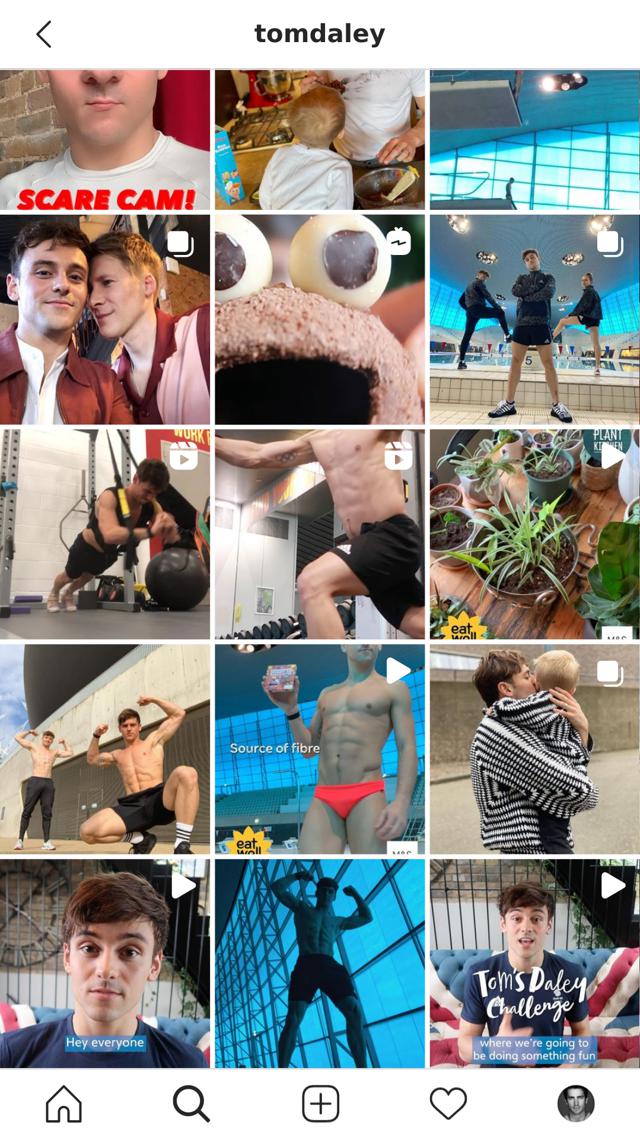 tomdaley
SCARE CAM!
5
WORK
PLANT
KITCHEN
eat
well
M&S
Source of fibre
eat
well
M&S
Hey everyone
Tom's Daley
Challenge
where we're going to
be doing something fun